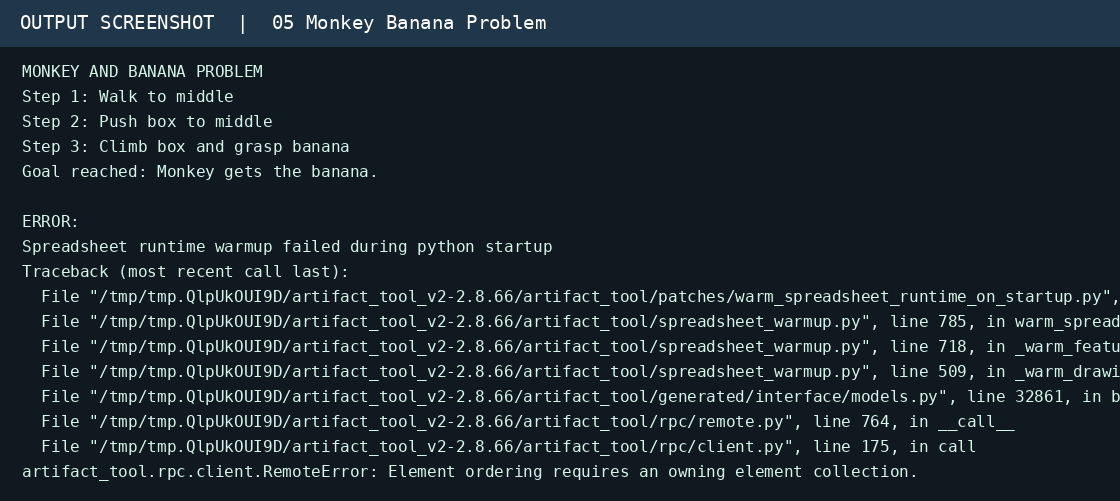 OUTPUT SCREENSHOT | 05 Monkey Banana Problem
MONKEY AND BANANA PROBLEM
Step 1: Walk to middle
Step 2: Push box to middle
Step 3: Climb box and grasp banana
Goal reached: Monkey gets the banana.
ERROR:
Spreadsheet runtime warmup failed during python startup
Traceback (most recent call last):
File "/tmp/tmp.QlpUkOUI9D/artifact_tool_v2-2.8.66/artifact_tool/patches/warm_spreadsheet_runtime_on_startup.py",
File "/tmp/tmp.QlpUkOUI9D/artifact_tool_v2-2.8.66/artifact_tool/spreadsheet_warmup.py", line 785, in warm_spread
File "/tmp/tmp.QlpUkOUI9D/artifact_tool_v2-2.8.66/artifact_tool/spreadsheet_warmup.py", line 718, in _warm_featu
File "/tmp/tmp.QlpUkOUI9D/artifact_tool_v2-2.8.66/artifact_tool/spreadsheet_warmup.py", line 509, in _warm_drawi
File "/tmp/tmp.QlpUkOUI9D/artifact_tool_v2-2.8.66/artifact_tool/generated/interface/models.py", line 32861, in b
File "/tmp/tmp.QlpUkOUI9D/artifact_tool_v2-2.8.66/artifact_tool/rpc/remote.py", line 764, in __call__
File "/tmp/tmp.QlpUkOUI9D/artifact_tool_v2-2.8.66/artifact_tool/rpc/client.py", line 175, in call
artifact_tool.rpc.client.RemoteError: Element ordering requires an owning element collection.